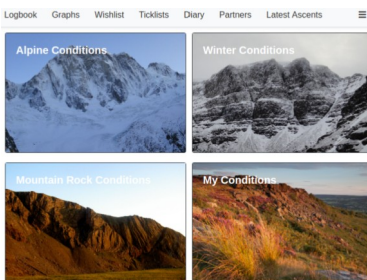 Logbook Graphs Wishlist Ticklists Diary Partners Latest Ascents
Alpine Conditions Winter Conditions
Mountain Rock Conditions My Conditions